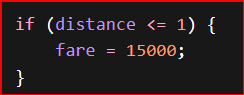 if (distance <= 1) {
    fare = 15000;
}